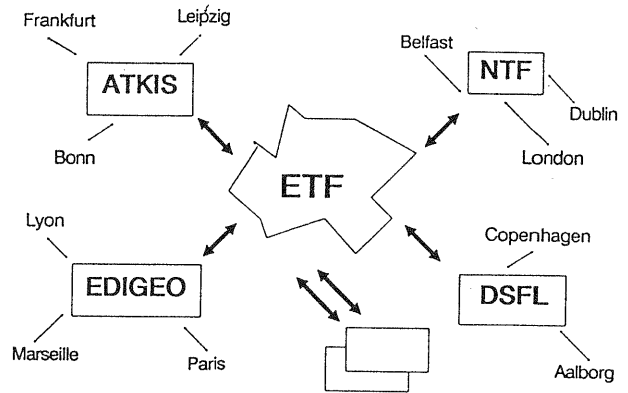 Frankfurt
Leipzig
ATKIS
Bonn
Belfast
NTF
Dublin
London
ETF
Lyon
EDIGEO
Marseille
Paris
Copenhagen
DSFL
Aalborg